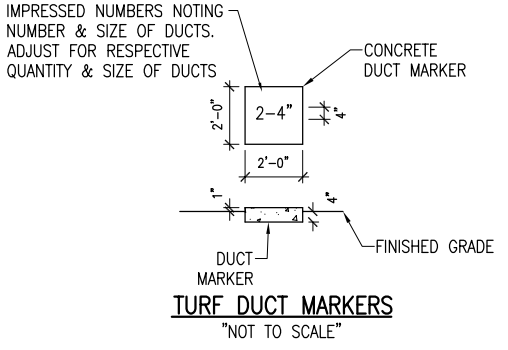 IMPRESSED NUMBERS NOTING
NUMBER & SIZE OF DUCTS.
ADJUST FOR RESPECTIVE
QUANTITY & SIZE OF DUCTS
CONCRETE
DUCT MARKER
2'-0"
2-4"
4"
2'-0"
1"
4"
FINISHED GRADE
DUCT
MARKER
TURF DUCT MARKERS
"NOT TO SCALE"